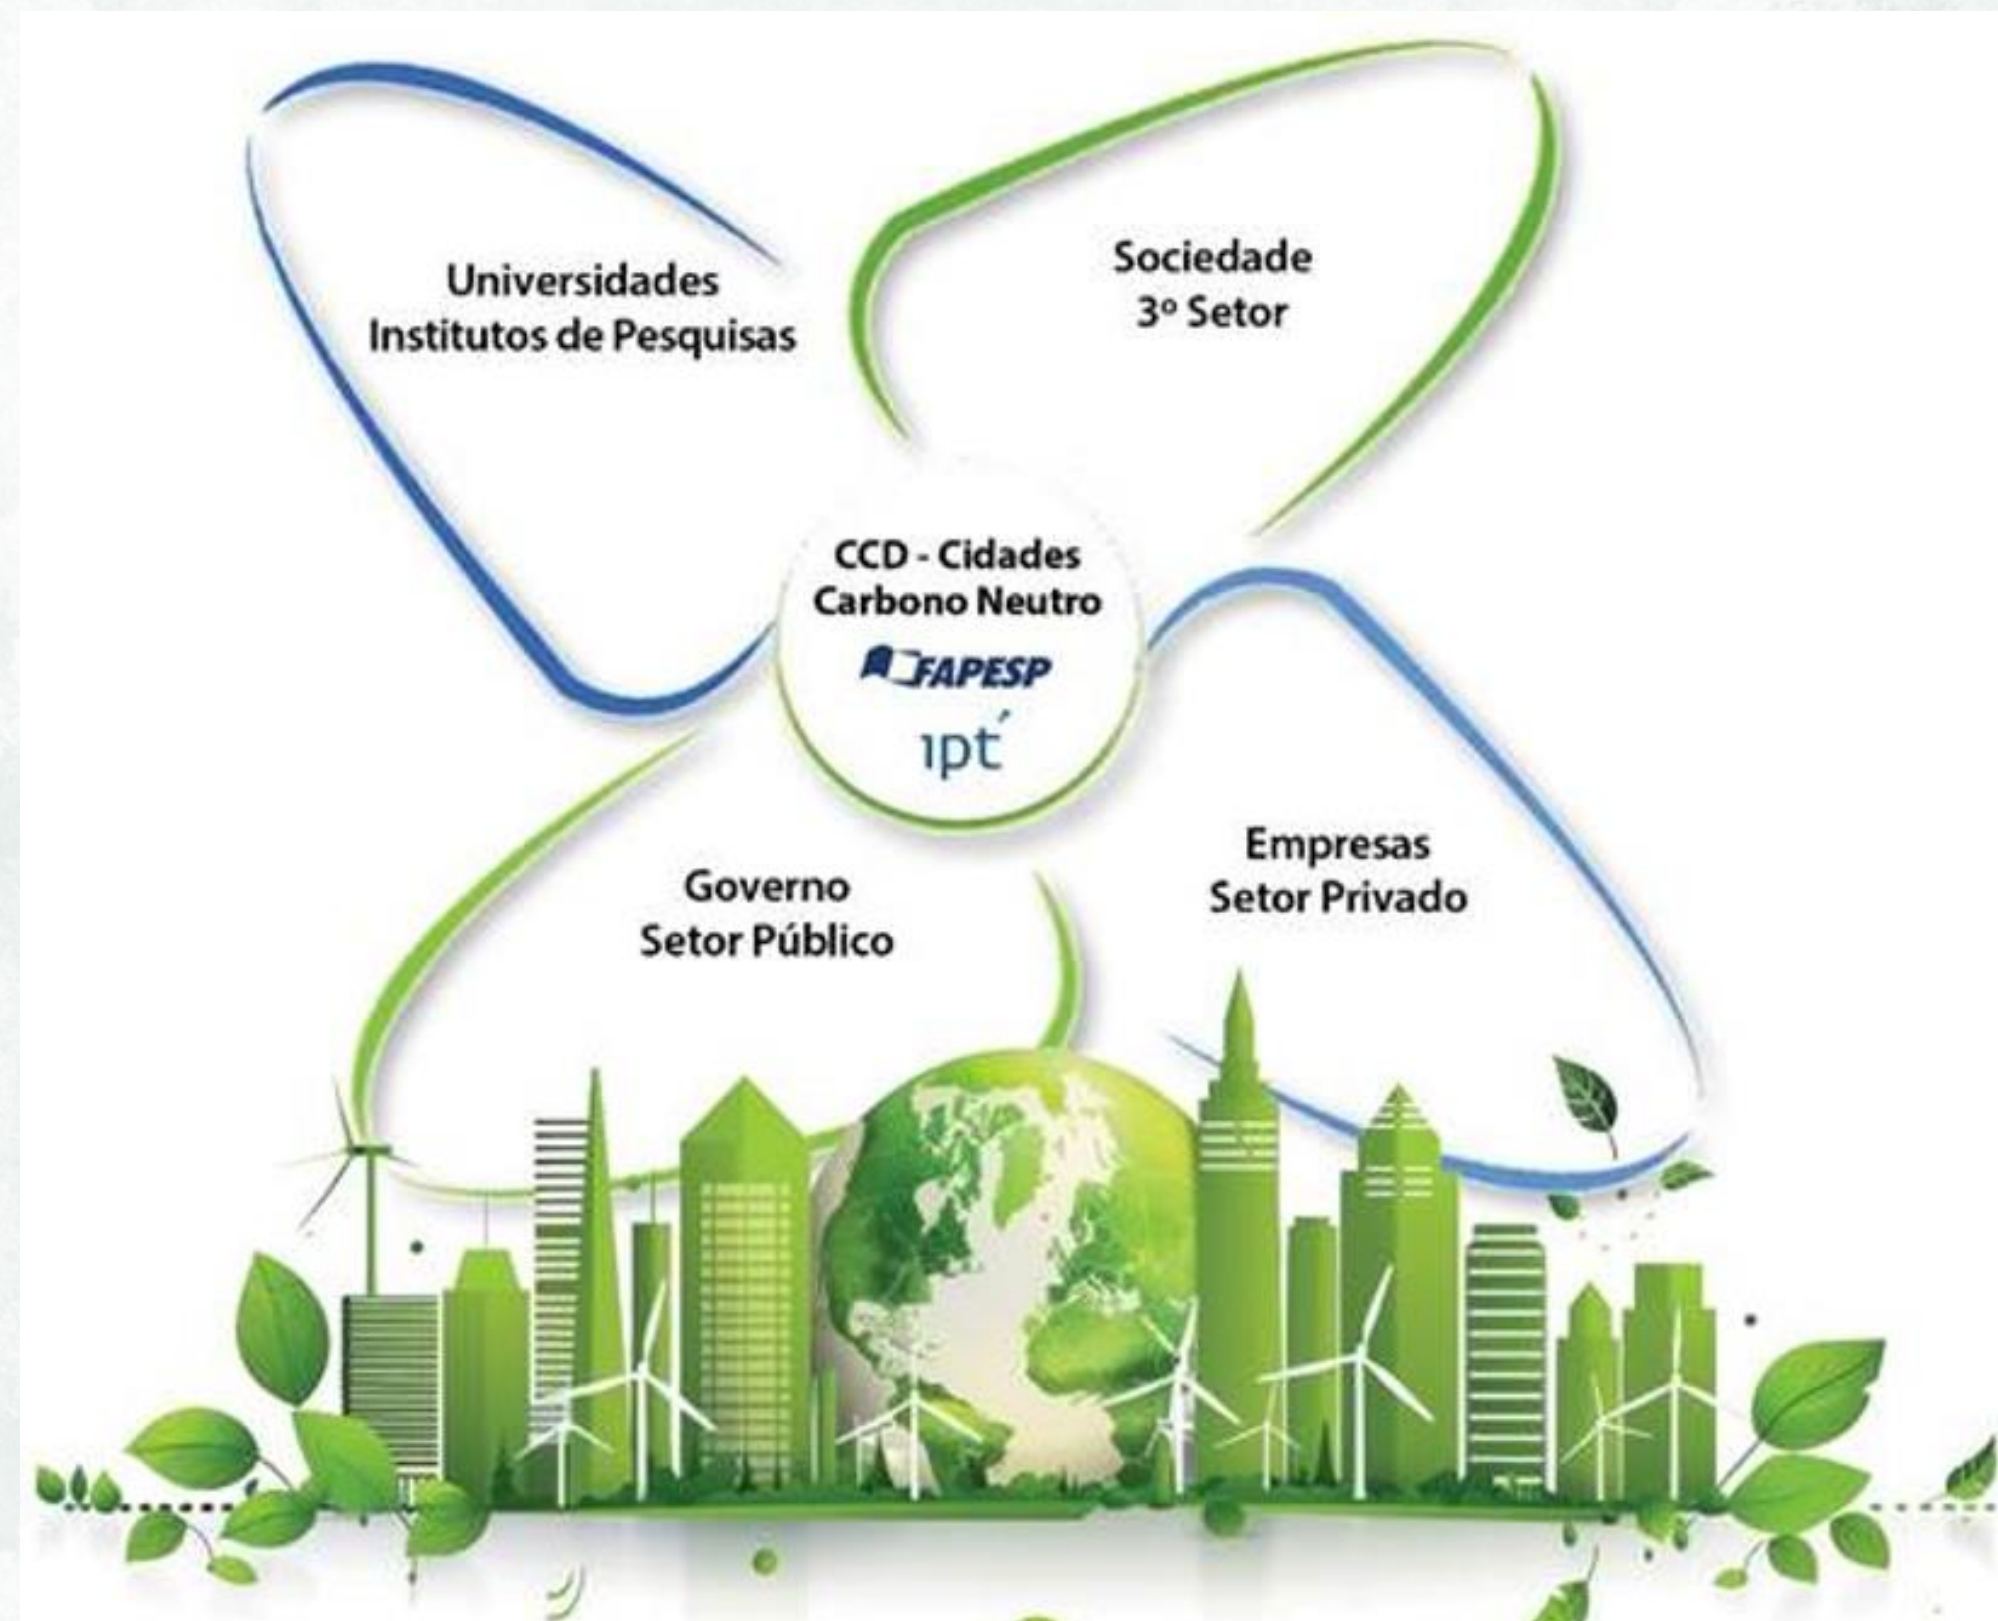 Universidades
Institutos de Pesquisas
Sociedade
3º Setor
CCD - Cidades
Carbono Neutro
FAPESP
ipt
Governo
Setor Público
Empresas
Setor Privado